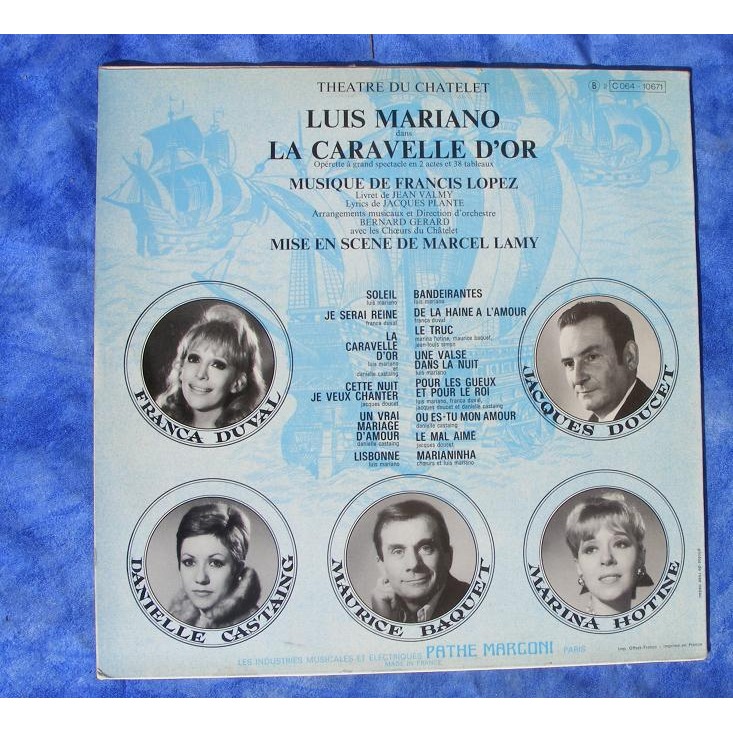 THEATRE DU CHATELET
B 2 C 064 - 10671
LUIS MARIANO
dans
LA CARAVELLE D'OR
Opérette à grand spectacle en 2 actes et 38 tableaux
MUSIQUE DE FRANCIS LOPEZ
Livret de JEAN VALMY
Lyrics de JACQUES PLANTE
Arrangements musicaux et Direction d'orchestre
BERNARD GERARD
avec les Chœurs du Châtelet
MISE EN SCENE DE MARCEL LAMY
SOLEIL
luis mariano
JE SERAI REINE
franca duval
LA
CARAVELLE
D'OR
luis mariano
et
danielle castaing
CETTE NUIT
JE VEUX CHANTER
jacques doucet
UN VRAI
MARIAGE
D'AMOUR
danielle castaing
LISBONNE
luis mariano
BANDEIRANTES
luis mariano
DE LA HAINE A L'AMOUR
franca duval
LE TRUC
marina hotine, maurice baquet,
jean-louis simon
UNE VALSE
DANS LA NUIT
luis mariano
POUR LES GUEUX
ET POUR LE ROI
luis mariano, franca duval,
jacques doucet et danielle castaing
OU ES-TU MON AMOUR
danielle castaing
LE MAL AIME
jacques doucet
MARIANINHA
chœurs et luis mariano
FRANCA DUVAL
JACQUES DOUCET
DANIELLE CASTAING
MAURICE BAQUET
MARINA HOTINE
LES INDUSTRIES MUSICALES ET ELECTRIQUES PATHE MARCONI PARIS
MADE IN FRANCE
Imp. Offset-France - Imprimé en France